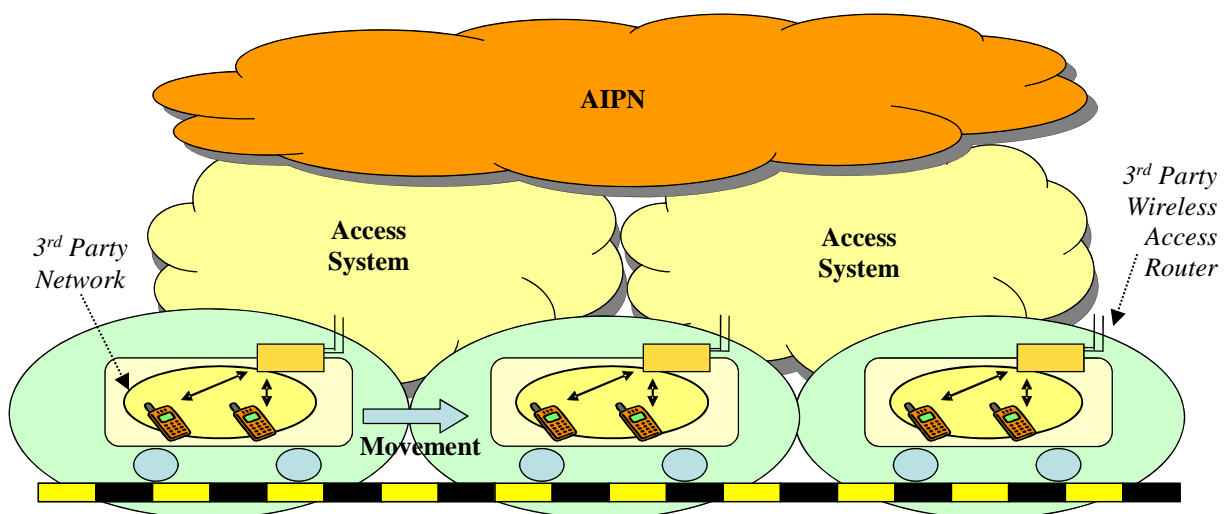 AIPN
Access
System
Access
System
3rd Party
Network
3rd Party
Wireless
Access
Router
Movement